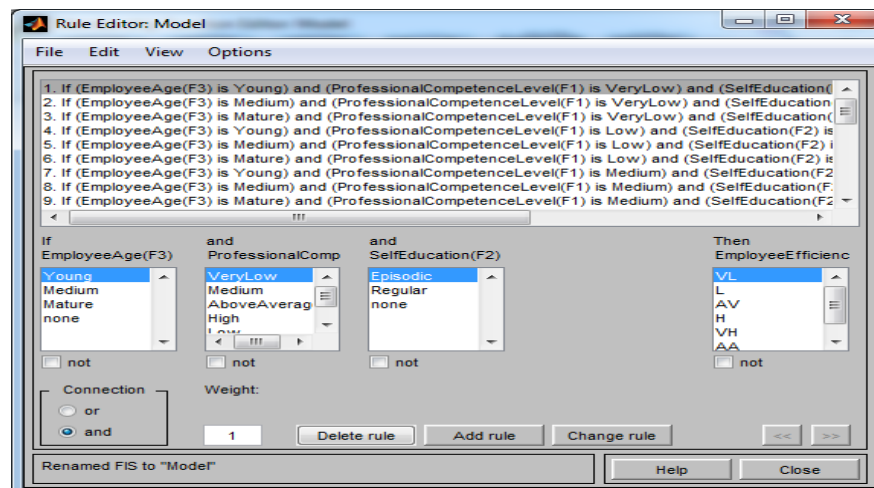 Rule Editor: Model
File Edit View Options
1. If (EmployeeAge(F3) is Young) and (ProfessionalCompetenceLevel(F1) is VeryLow) and (SelfEducation(
2. If (EmployeeAge(F3) is Medium) and (ProfessionalCompetenceLevel(F1) is VeryLow) and (SelfEducation
3. If (EmployeeAge(F3) is Mature) and (ProfessionalCompetenceLevel(F1) is VeryLow) and (SelfEducation(
4. If (EmployeeAge(F3) is Young) and (ProfessionalCompetenceLevel(F1) is Low) and (SelfEducation(F2) is
5. If (EmployeeAge(F3) is Medium) and (ProfessionalCompetenceLevel(F1) is Low) and (SelfEducation(F2) i
6. If (EmployeeAge(F3) is Mature) and (ProfessionalCompetenceLevel(F1) is Low) and (SelfEducation(F2) is
7. If (EmployeeAge(F3) is Young) and (ProfessionalCompetenceLevel(F1) is Medium) and (SelfEducation(F2
8. If (EmployeeAge(F3) is Medium) and (ProfessionalCompetenceLevel(F1) is Medium) and (SelfEducation(F
9. If (EmployeeAge(F3) is Mature) and (ProfessionalCompetenceLevel(F1) is Medium) and (SelfEducation(F2
If
EmployeeAge(F3)
Young
Medium
Mature
none
not
and
ProfessionalComp
VeryLow
Medium
AboveAverag
High
Low
not
and
SelfEducation(F2)
Episodic
Regular
none
not
Then
EmployeeEfficienc
VL
L
AV
H
VH
AA
not
Connection
or
and
Weight:
1
Delete rule Add rule Change rule << >>
Renamed FIS to "Model"
Help Close